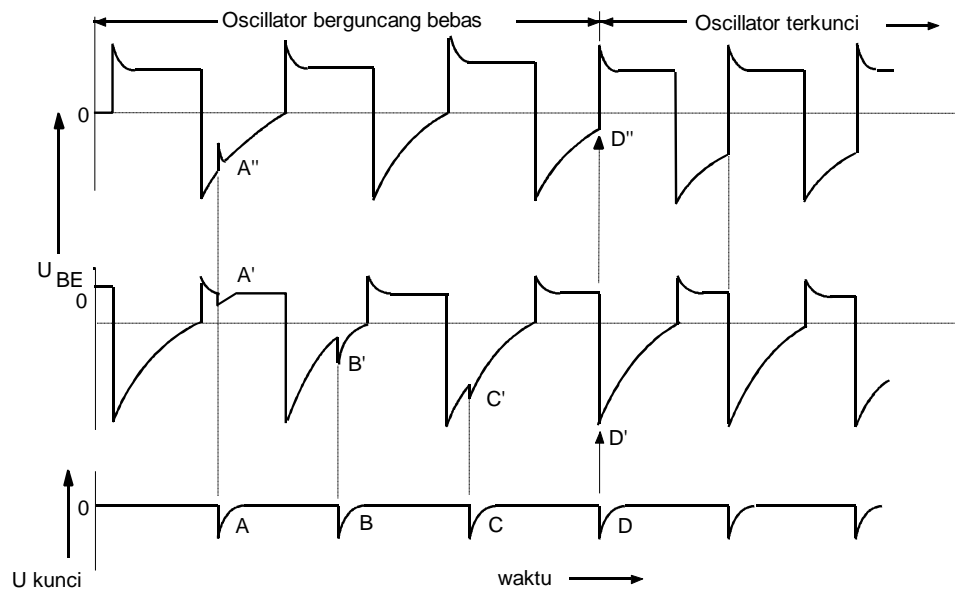 Oscillator berguncang bebas
Oscillator terkunci
0
A"
D"
U BE
0
A'
B'
C'
D'
0
A
B
C
D
U kunci
waktu